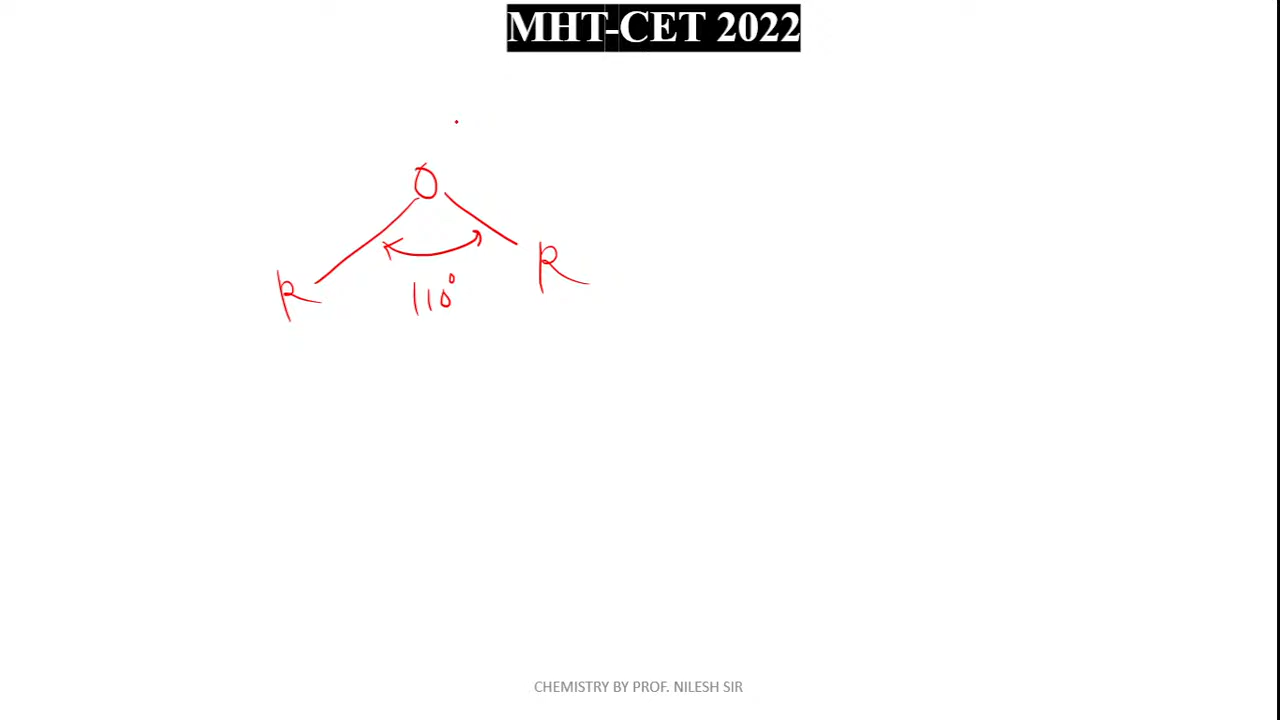 MHT-CET 2022
O
R
R
110°
CHEMISTRY BY PROF. NILESH SIR